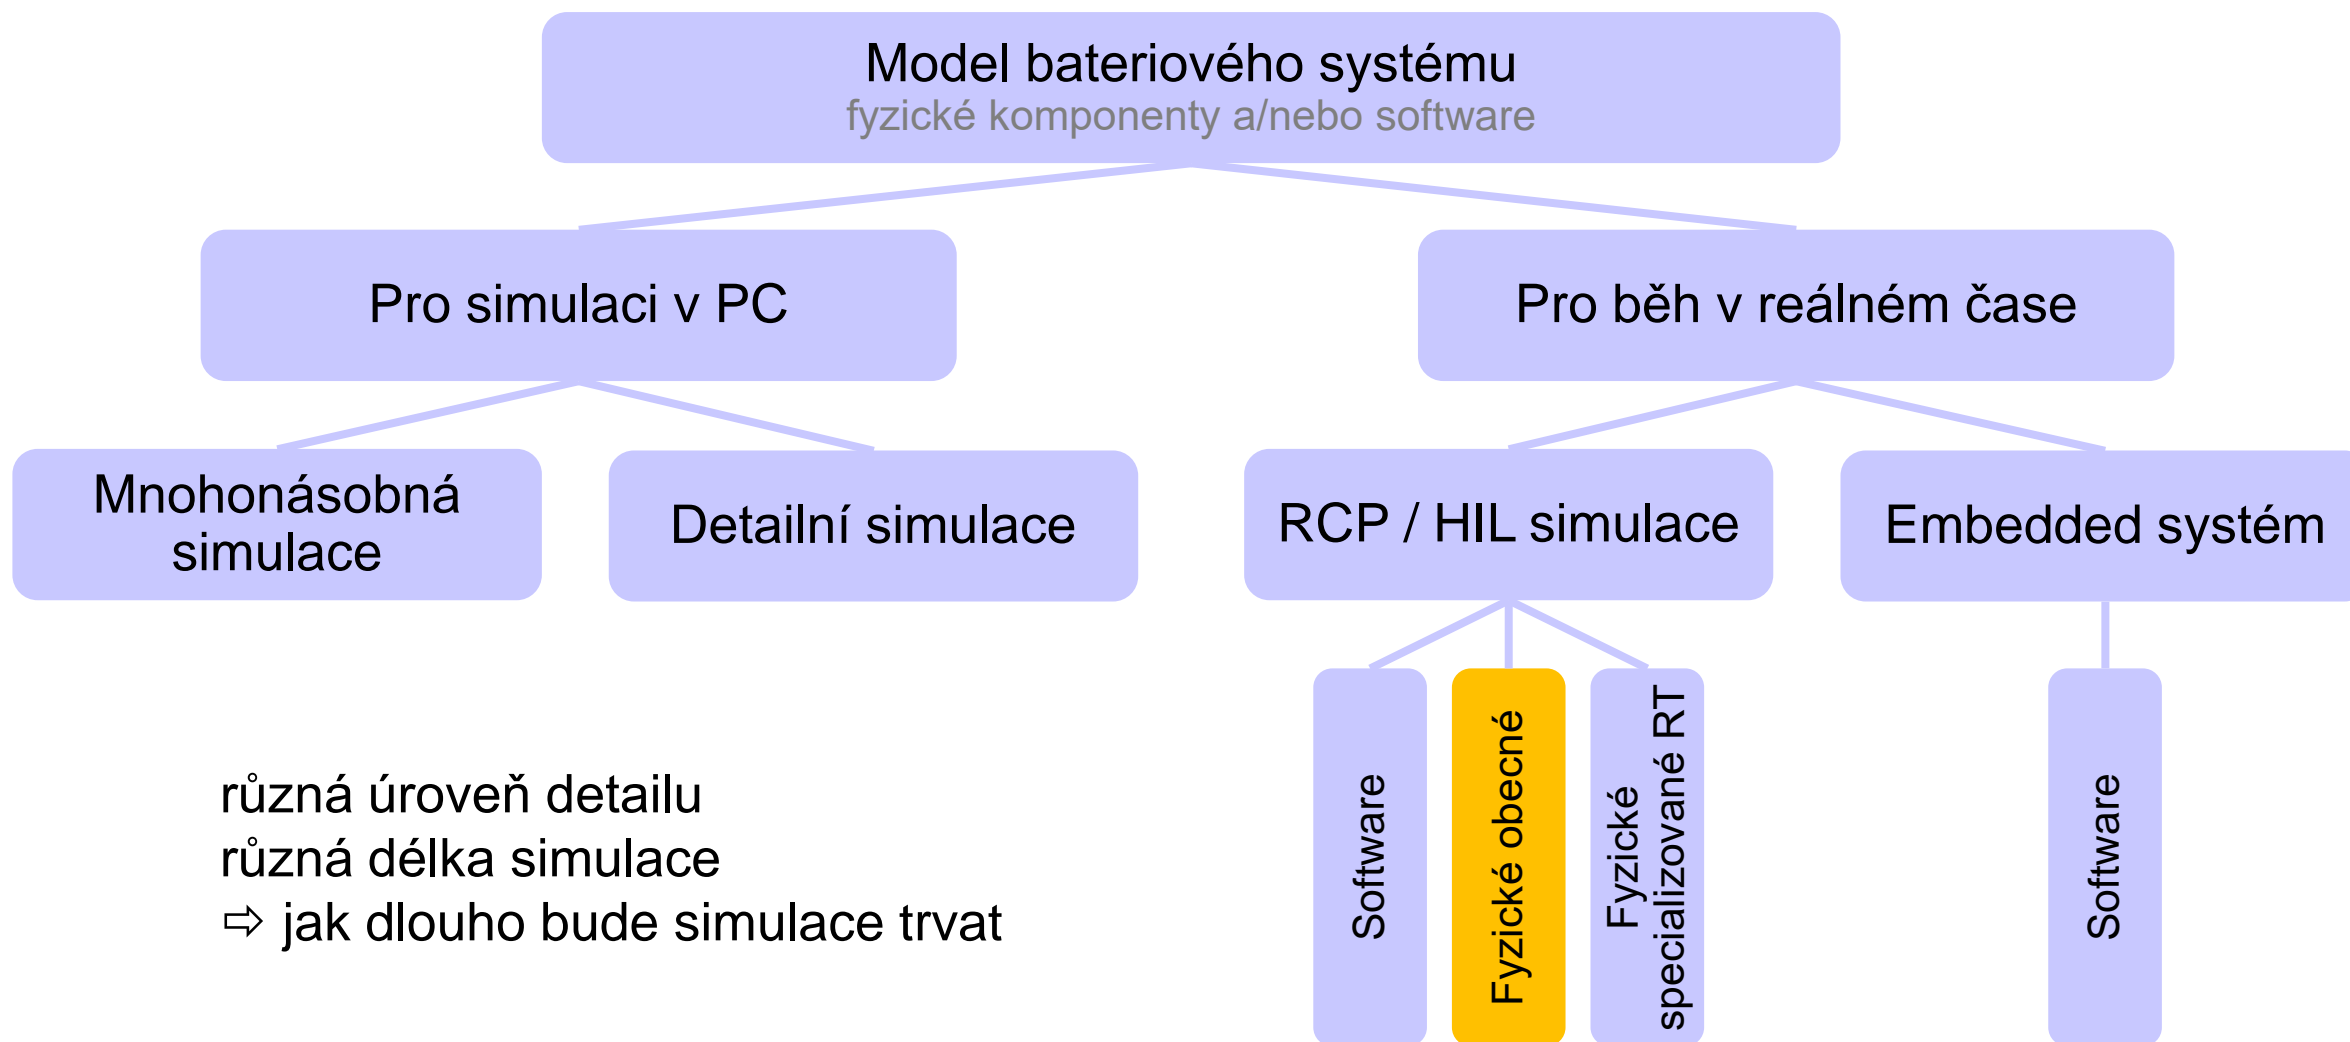 Model bateriového systému
fyzické komponenty a/nebo software
Pro simulaci v PC
Pro běh v reálném čase
Mnohonásobná
simulace
Detailní simulace
RCP / HIL simulace
Embedded systém
Software
Fyzické obecné
Fyzické
specializované RT
Software
různá úroveň detailu
různá délka simulace
⇨ jak dlouho bude simulace trvat